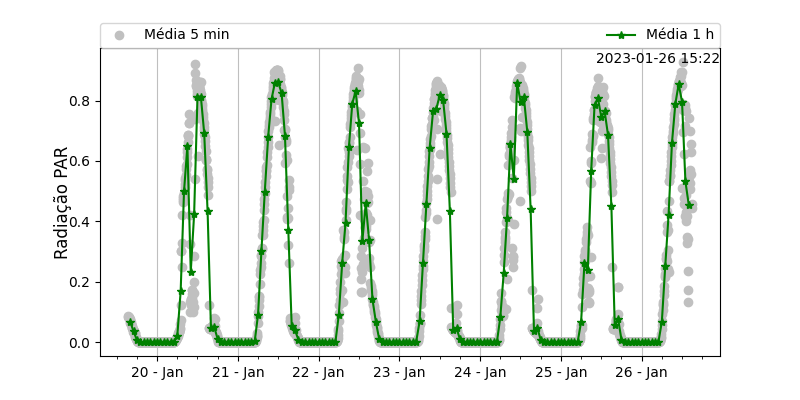 Média 5 min
Média 1 h
2023-01-26 15:22
Radiação PAR
0.8
0.6
0.4
0.2
0.0
20 - Jan
21 - Jan
22 - Jan
23 - Jan
24 - Jan
25 - Jan
26 - Jan